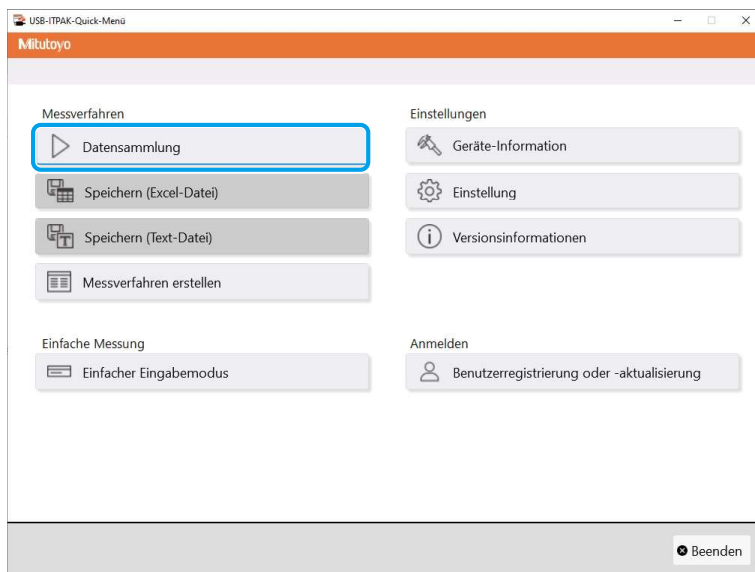 USB-ITPAK-Quick-Menü
Mitutoyo
Messverfahren
Datensammlung
Speichern (Excel-Datei)
Speichern (Text-Datei)
Messverfahren erstellen
Einfache Messung
Einfacher Eingabemodus
Einstellungen
Geräte-Information
Einstellung
Versionsinformationen
Anmelden
Benutzerregistrierung oder -aktualisierung
Beenden